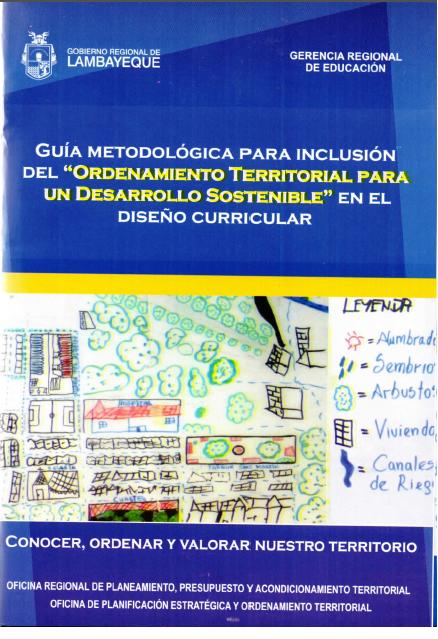 GOBIERNO REGIONAL DE
LAMBAYEQUE
GERENCIA REGIONAL
DE EDUCACIÓN
GUÍA METODOLÓGICA PARA INCLUSIÓN
DEL “ORDENAMIENTO TERRITORIAL PARA
UN DESARROLLO SOSTENIBLE” EN EL
DISEÑO CURRICULAR
LEYENDA
= Alumbrad
= Sembrio
= Arbustos
= Vivienda
= Canales
de Rieg
HOSPITAL
CONOCER, ORDENAR Y VALORAR NUESTRO TERRITORIO
OFICINA REGIONAL DE PLANEAMIENTO, PRESUPUESTO Y ACONDICIONAMIENTO TERRITORIAL
OFICINA DE PLANIFICACIÓN ESTRATÉGICA Y ORDENAMIENTO TERRITORIAL